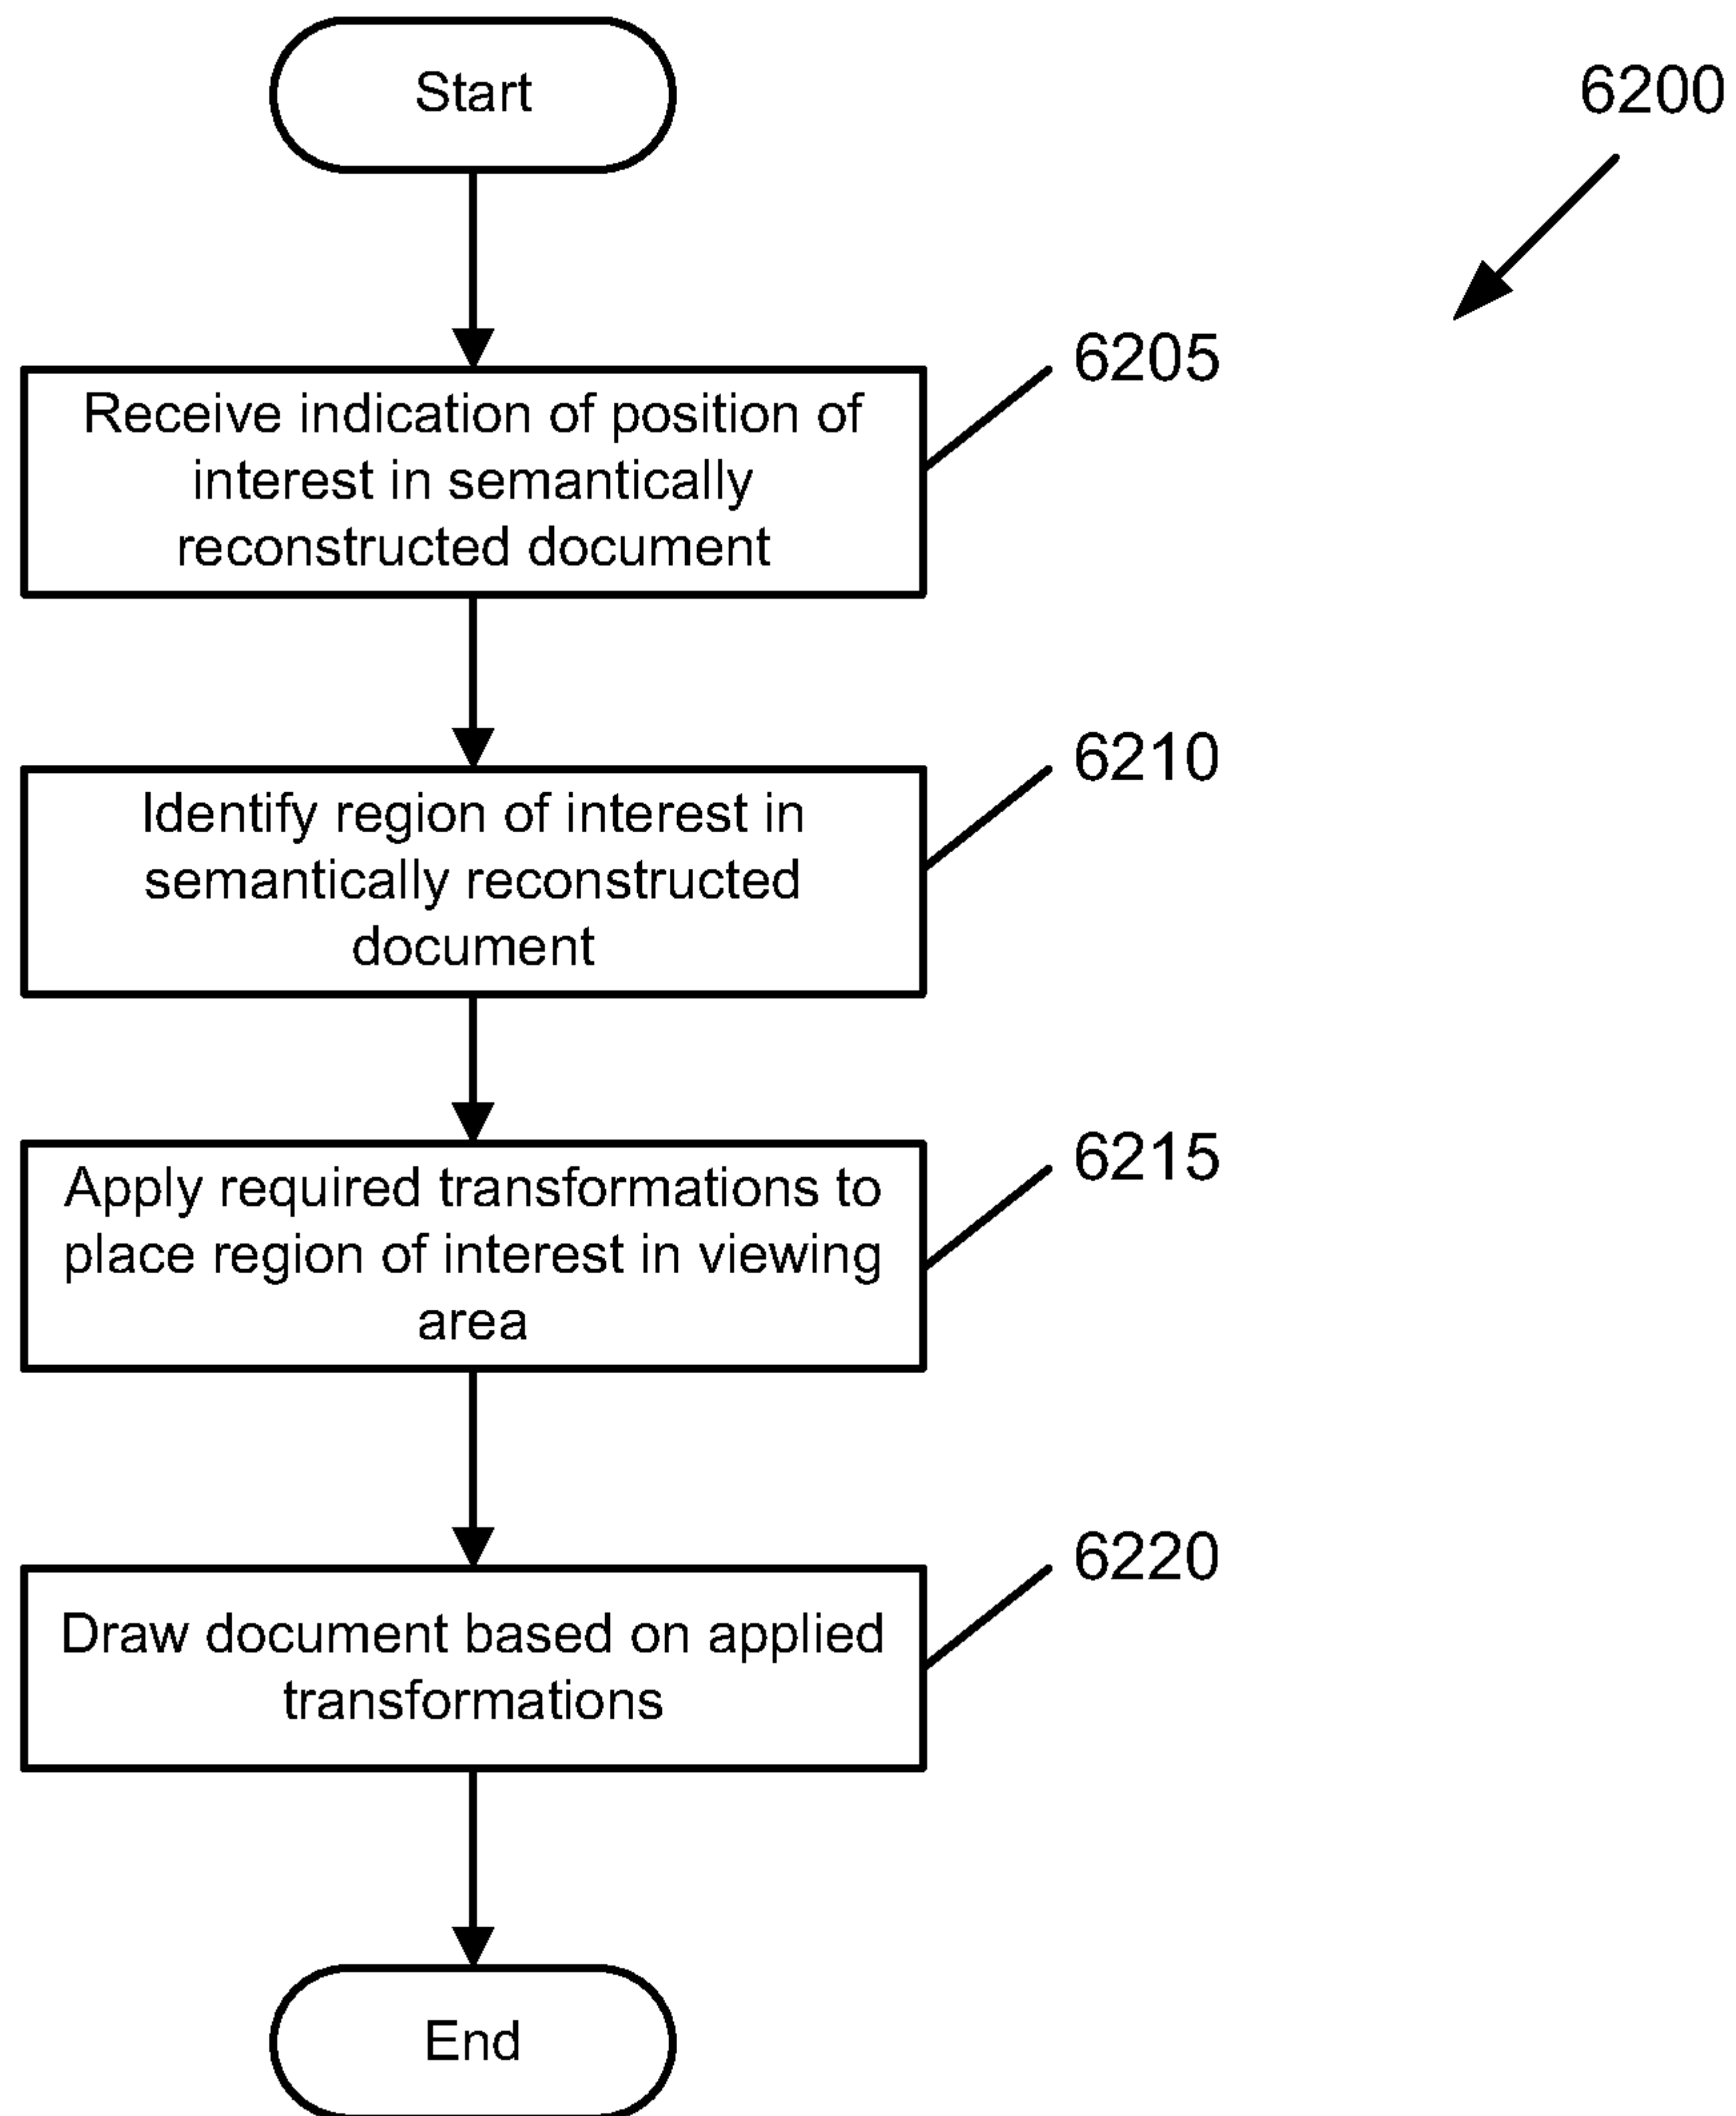 Start
6200
6205
Receive indication of position of
interest in semantically
reconstructed document
6210
Identify region of interest in
semantically reconstructed
document
6215
Apply required transformations to
place region of interest in viewing
area
6220
Draw document based on applied
transformations
End